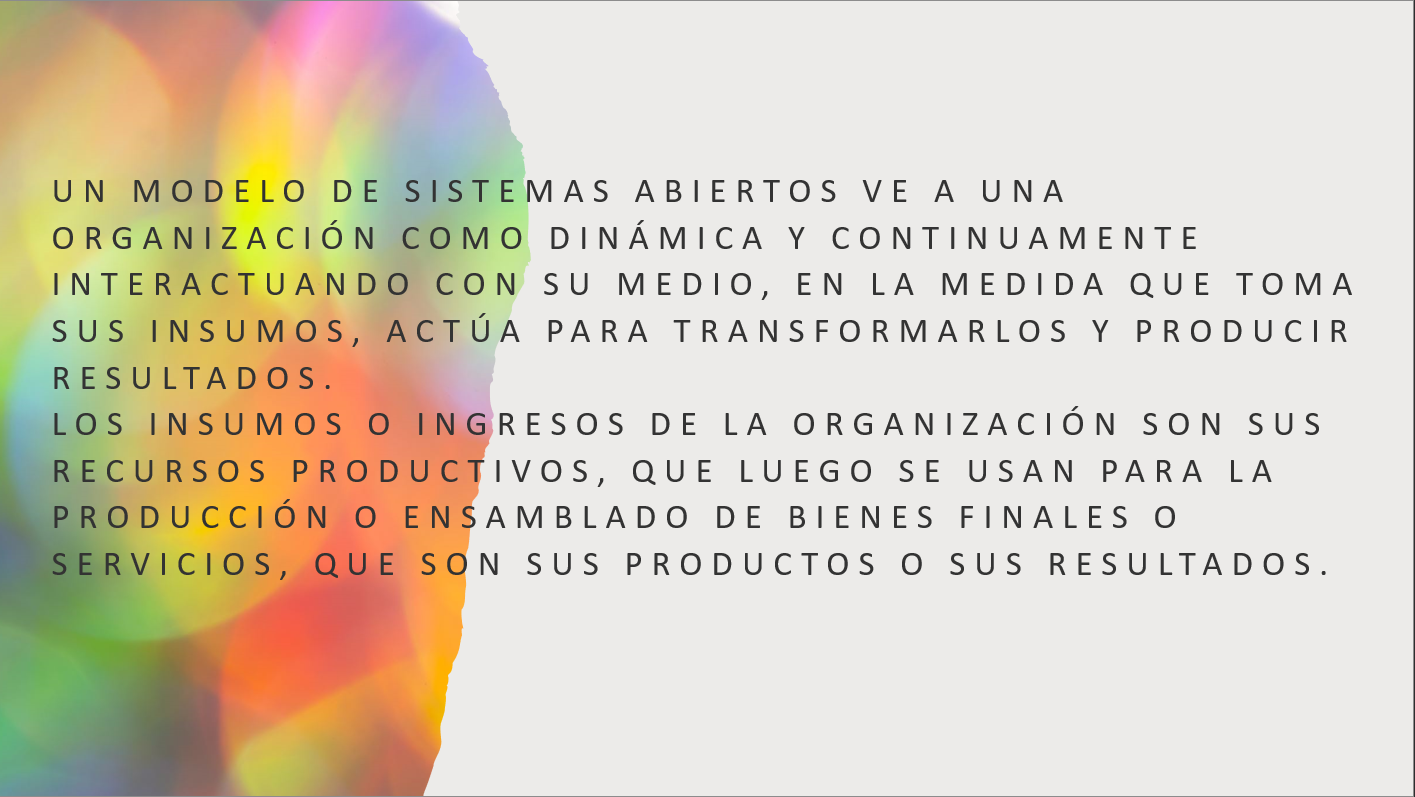 UN MODELO DE SISTEMAS ABIERTOS VE A UNA
ORGANIZACIÓN COMO DINÁMICA Y CONTINUAMENTE
INTERACTUANDO CON SU MEDIO, EN LA MEDIDA QUE TOMA
SUS INSUMOS, ACTÚA PARA TRANSFORMARLOS Y PRODUCIR
RESULTADOS.
LOS INSUMOS O INGRESOS DE LA ORGANIZACIÓN SON SUS
RECURSOS PRODUCTIVOS, QUE LUEGO SE USAN PARA LA
PRODUCCIÓN O ENSAMBLADO DE BIENES FINALES O
SERVICIOS, QUE SON SUS PRODUCTOS O SUS RESULTADOS.